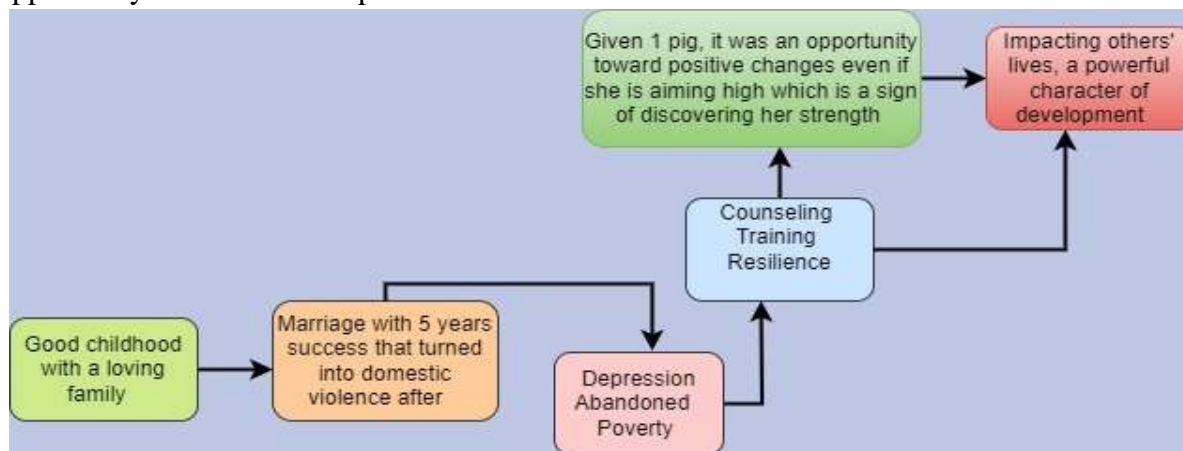 Given 1 pig, it was an opportunity
toward positive changes even if
she is aiming high which is a sign
of discovering her strength
Impacting others'
lives, a powerful
character of
development
Counseling
Training
Resilience
Marriage with 5 years
success that turned
into domestic
violence after
Good childhood
with a loving
family
Depression
Abandoned
Poverty